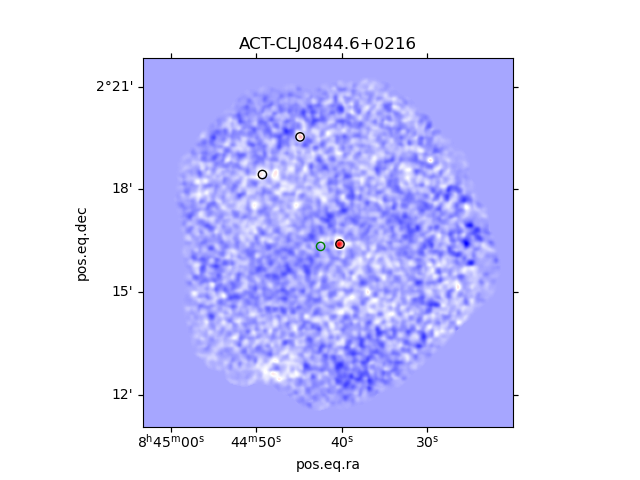 ACT-CLJ0844.6+0216
2°21'
18'
15'
12'
pos.eq.dec
8ʰ45ᵐ00ˢ 44ᵐ50ˢ 40ˢ 30ˢ
pos.eq.ra